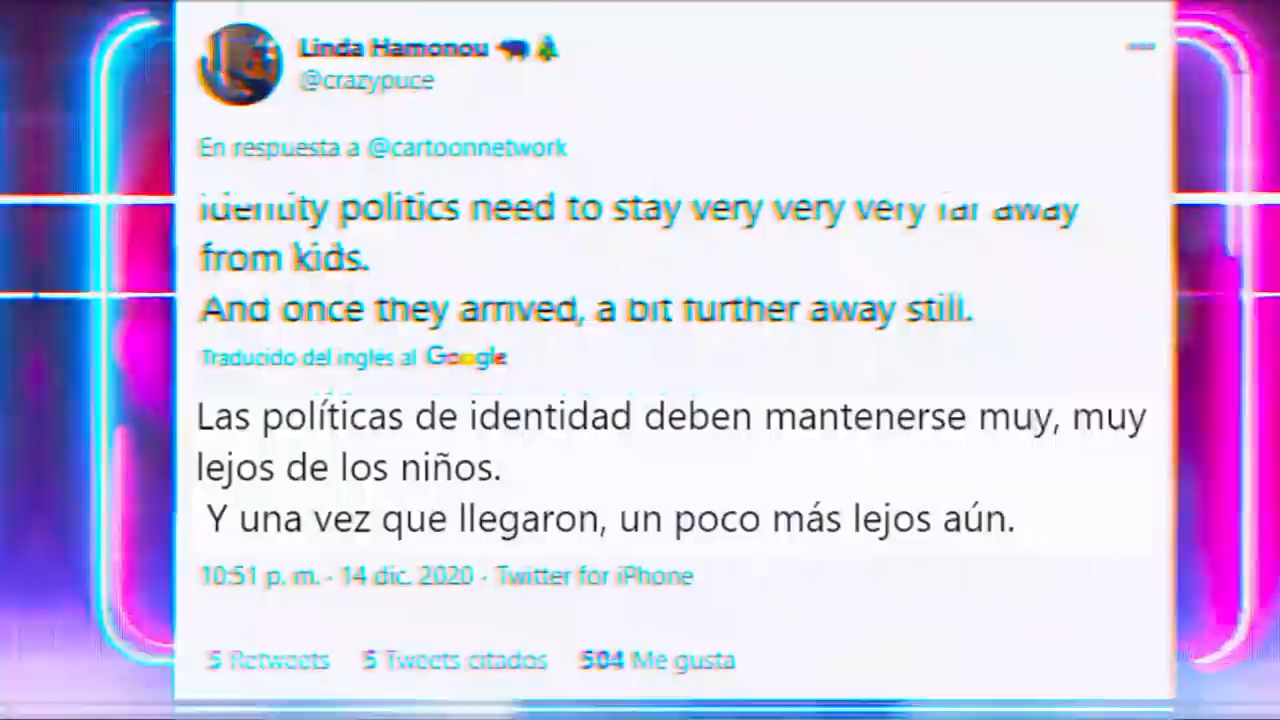 Linda Hamonou
@crazypuce
En respuesta a @cartoonnetwork
identity politics need to stay very very very far away
from kids.
And once they arrived, a bit further away still.
Traducido del inglés al Google
Las políticas de identidad deben mantenerse muy, muy
lejos de los niños.
Y una vez que llegaron, un poco más lejos aún.
10:51 p. m. · 14 dic. 2020 · Twitter for iPhone
5 Retweets 5 Tweets citados 504 Me gusta